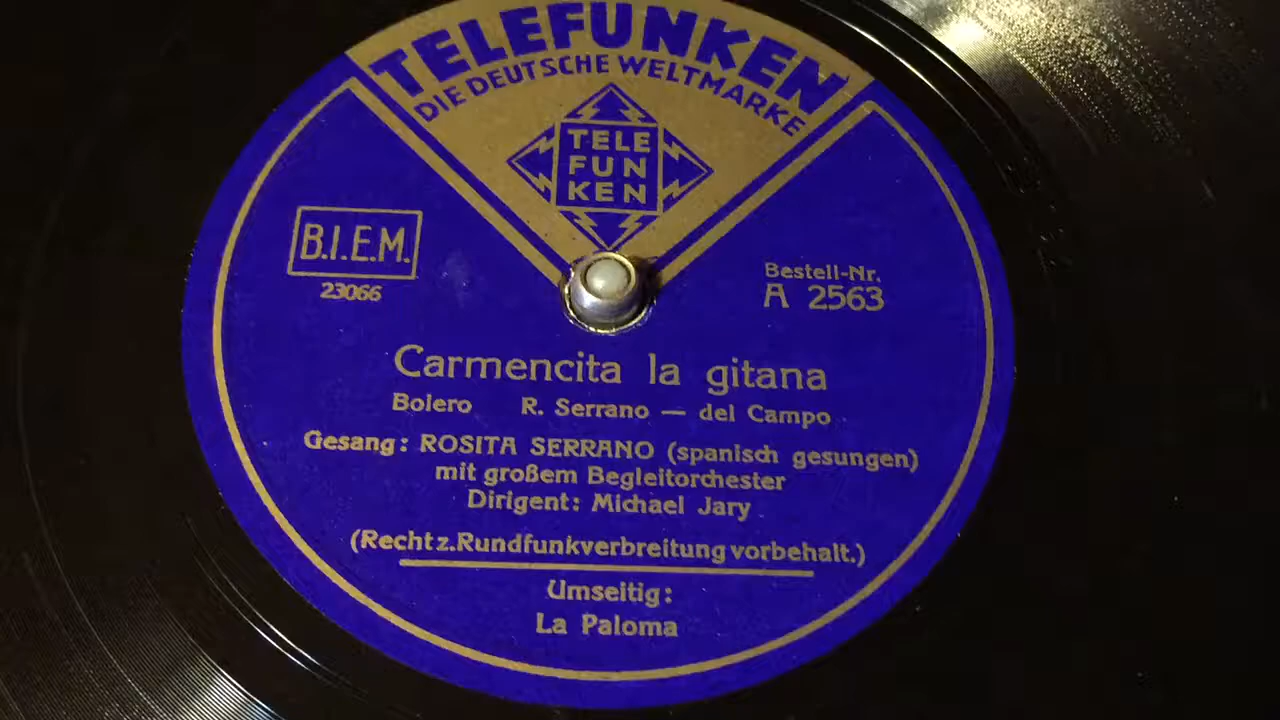 TELEFUNKEN
DIE DEUTSCHE WELTMARKE
TELE
FUN
KEN
B.I.E.M.
23066
Bestell-Nr.
A 2563
Carmencita la gitana
Bolero R. Serrano — del Campo
Gesang: ROSITA SERRANO (spanisch gesungen)
mit großem Begleitorchester
Dirigent: Michael Jary
(Recht z. Rundfunkverbreitung vorbehalt.)
Umseitig:
La Paloma